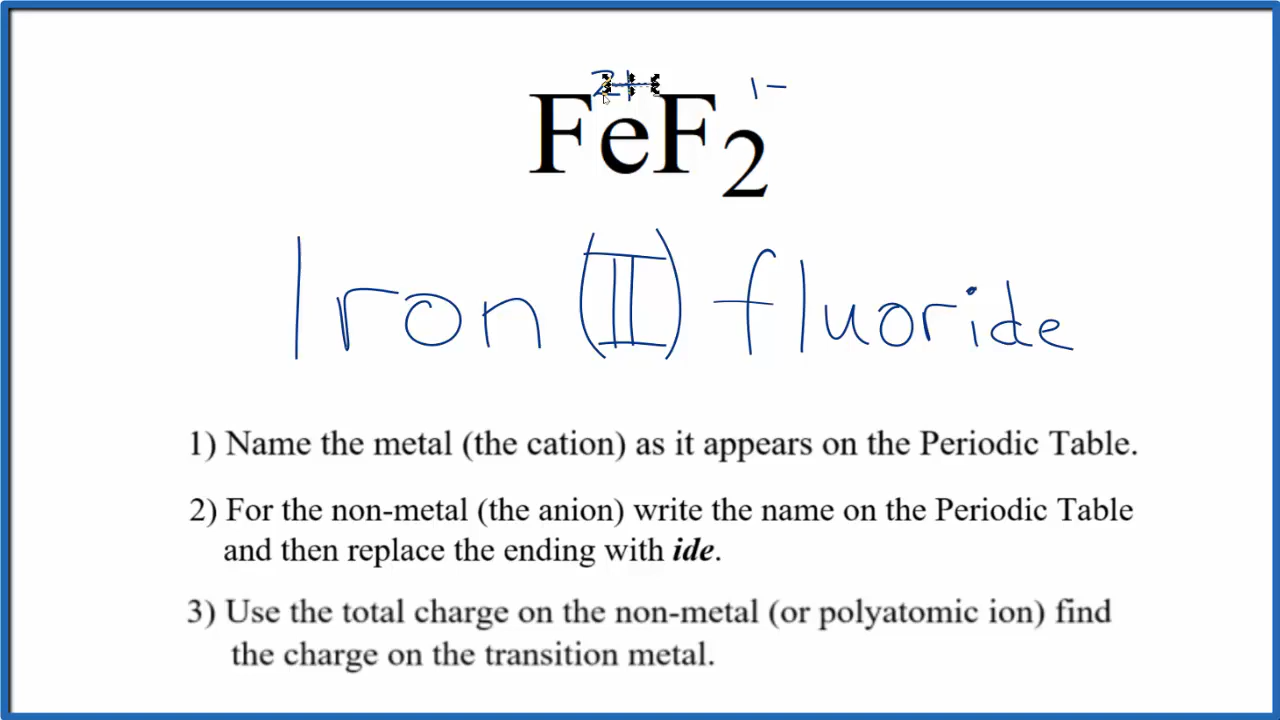 2+ 1-
FeF2
Iron (II) fluoride
1) Name the metal (the cation) as it appears on the Periodic Table.
2) For the non-metal (the anion) write the name on the Periodic Table
and then replace the ending with ide.
3) Use the total charge on the non-metal (or polyatomic ion) find
the charge on the transition metal.